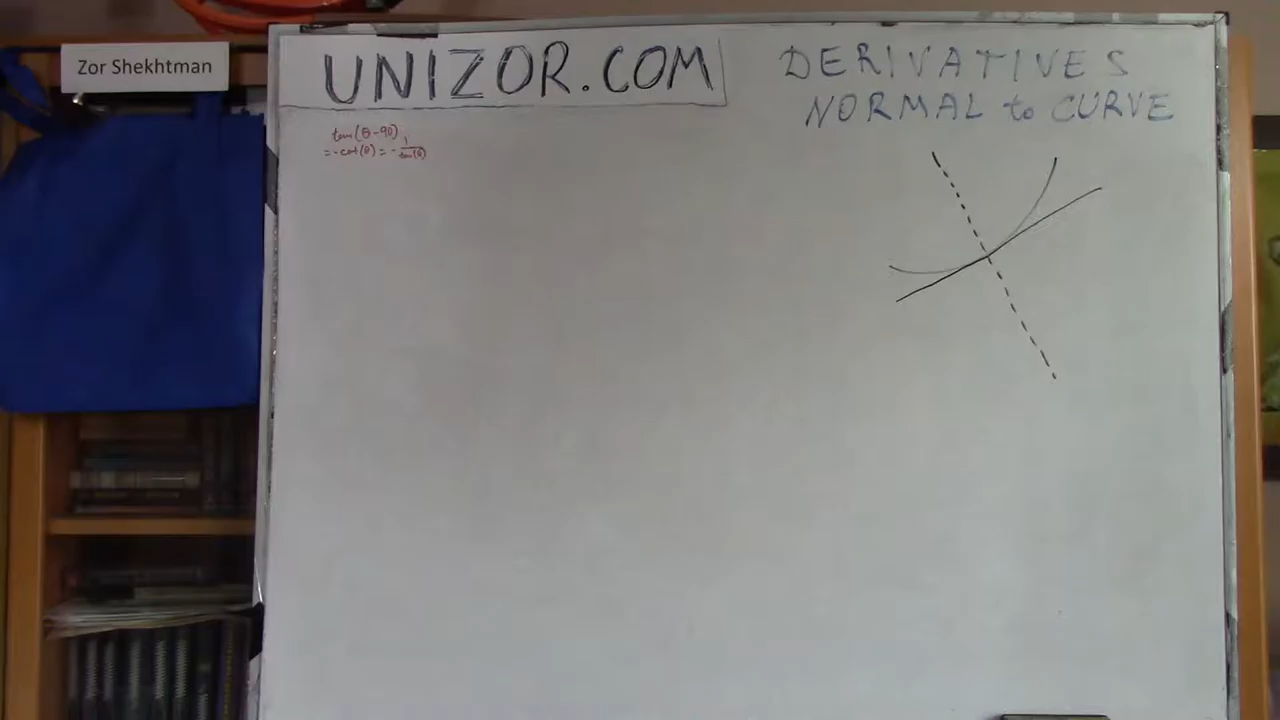 Zor Shekhtman
UNIZOR.COM
DERIVATIVES
NORMAL to CURVE
tan(θ-90)
=-cot(θ)=-1/tan(θ)